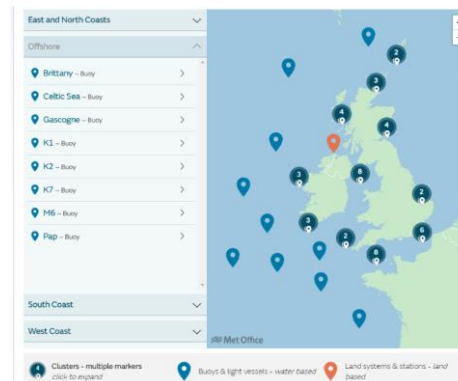 East and North Coasts
Offshore
Brittany – Buoy
Celtic Sea – Buoy
Gascogne – Buoy
K1 – Buoy
K2 – Buoy
K7 – Buoy
M6 – Buoy
Pap – Buoy
South Coast
West Coast
2
3
4
4
8
3
2
3
2
6
8
Met Office
4
Clusters - multiple markers
click to expand
Buoys & light vessels - water based
Land systems & stations - land
based